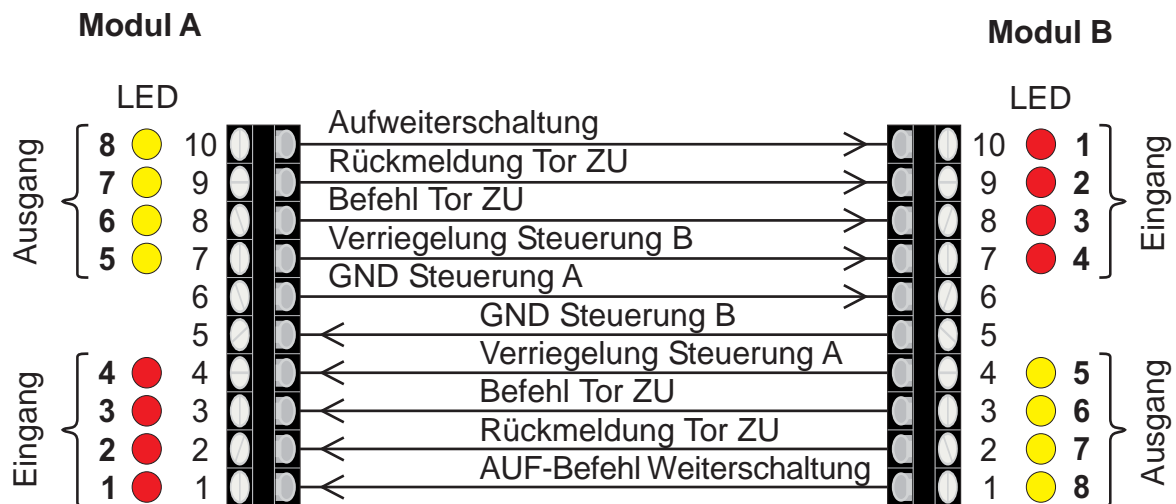 Modul A
Modul B
LED
LED
Ausgang
Eingang
8 10 Aufweiterschaltung 10 1
7 9 Rückmeldung Tor ZU 9 2
6 8 Befehl Tor ZU 8 3
5 7 Verriegelung Steuerung B 7 4
6 GND Steuerung A 6
5 GND Steuerung B 5
Eingang
Ausgang
4 4 Verriegelung Steuerung A 4 5
3 3 Befehl Tor ZU 3 6
2 2 Rückmeldung Tor ZU 2 7
1 1 AUF-Befehl Weiterschaltung 1 8